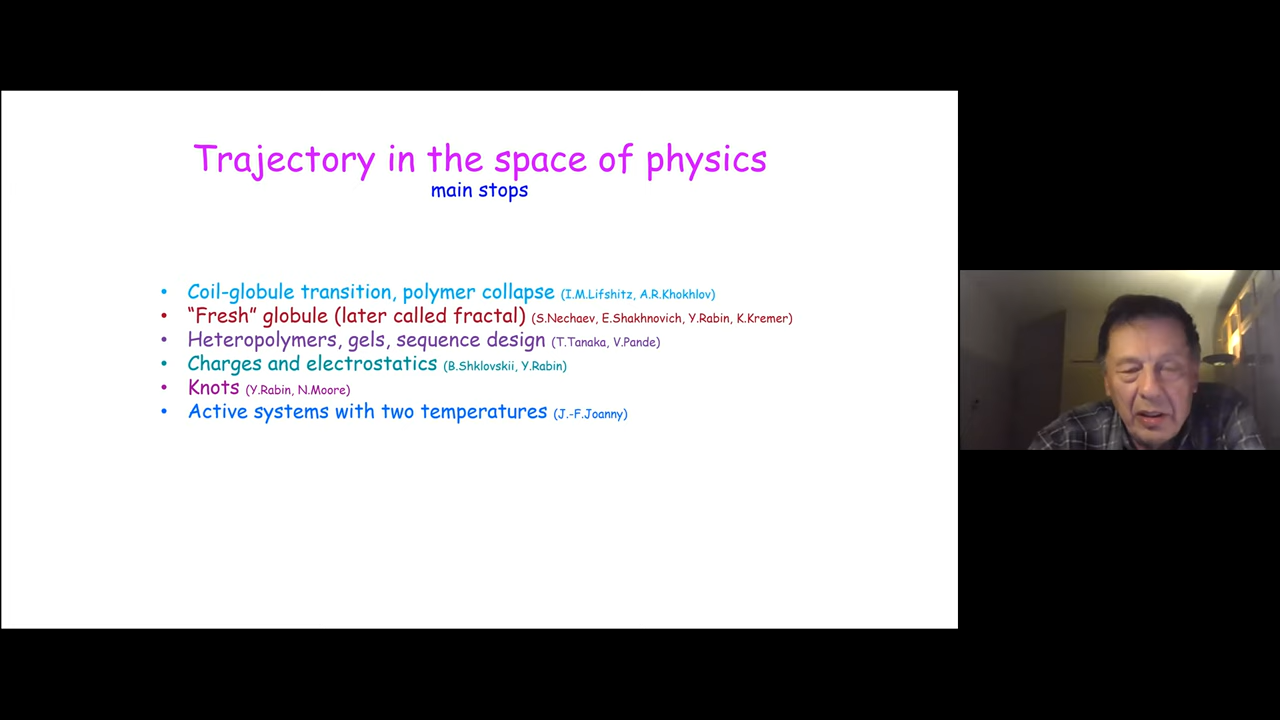 Trajectory in the space of physics
main stops
• Coil-globule transition, polymer collapse (I.M.Lifshitz, A.R.Khokhlov)
• “Fresh” globule (later called fractal) (S.Nechaev, E.Shakhnovich, Y.Rabin, K.Kremer)
• Heteropolymers, gels, sequence design (T.Tanaka, V.Pande)
• Charges and electrostatics (B.Shklovskii, Y.Rabin)
• Knots (Y.Rabin, N.Moore)
• Active systems with two temperatures (J.-F.Joanny)